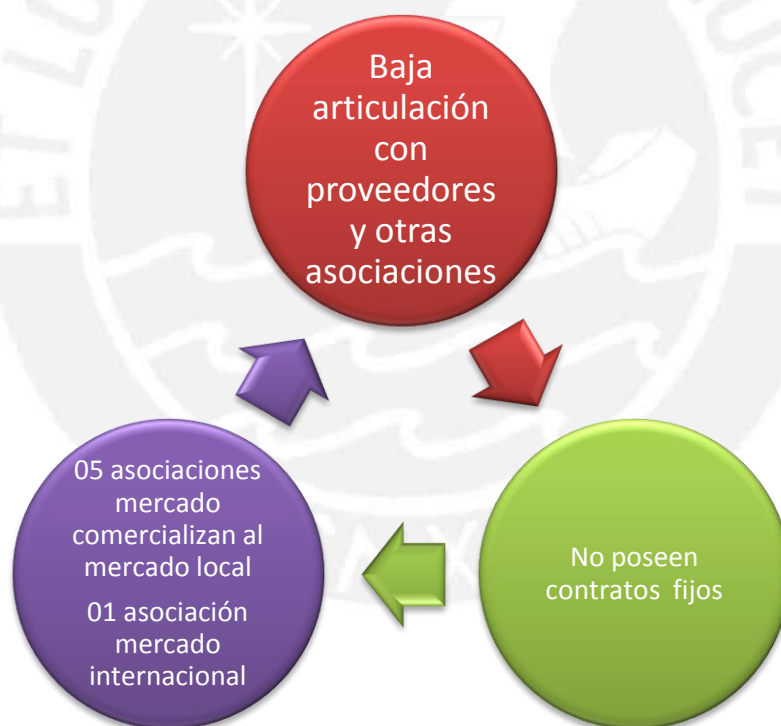 Baja
articulación
con
proveedores
y otras
asociaciones
No poseen
contratos fijos
05 asociaciones
mercado
comercializan al
mercado local
01 asociación
mercado
internacional